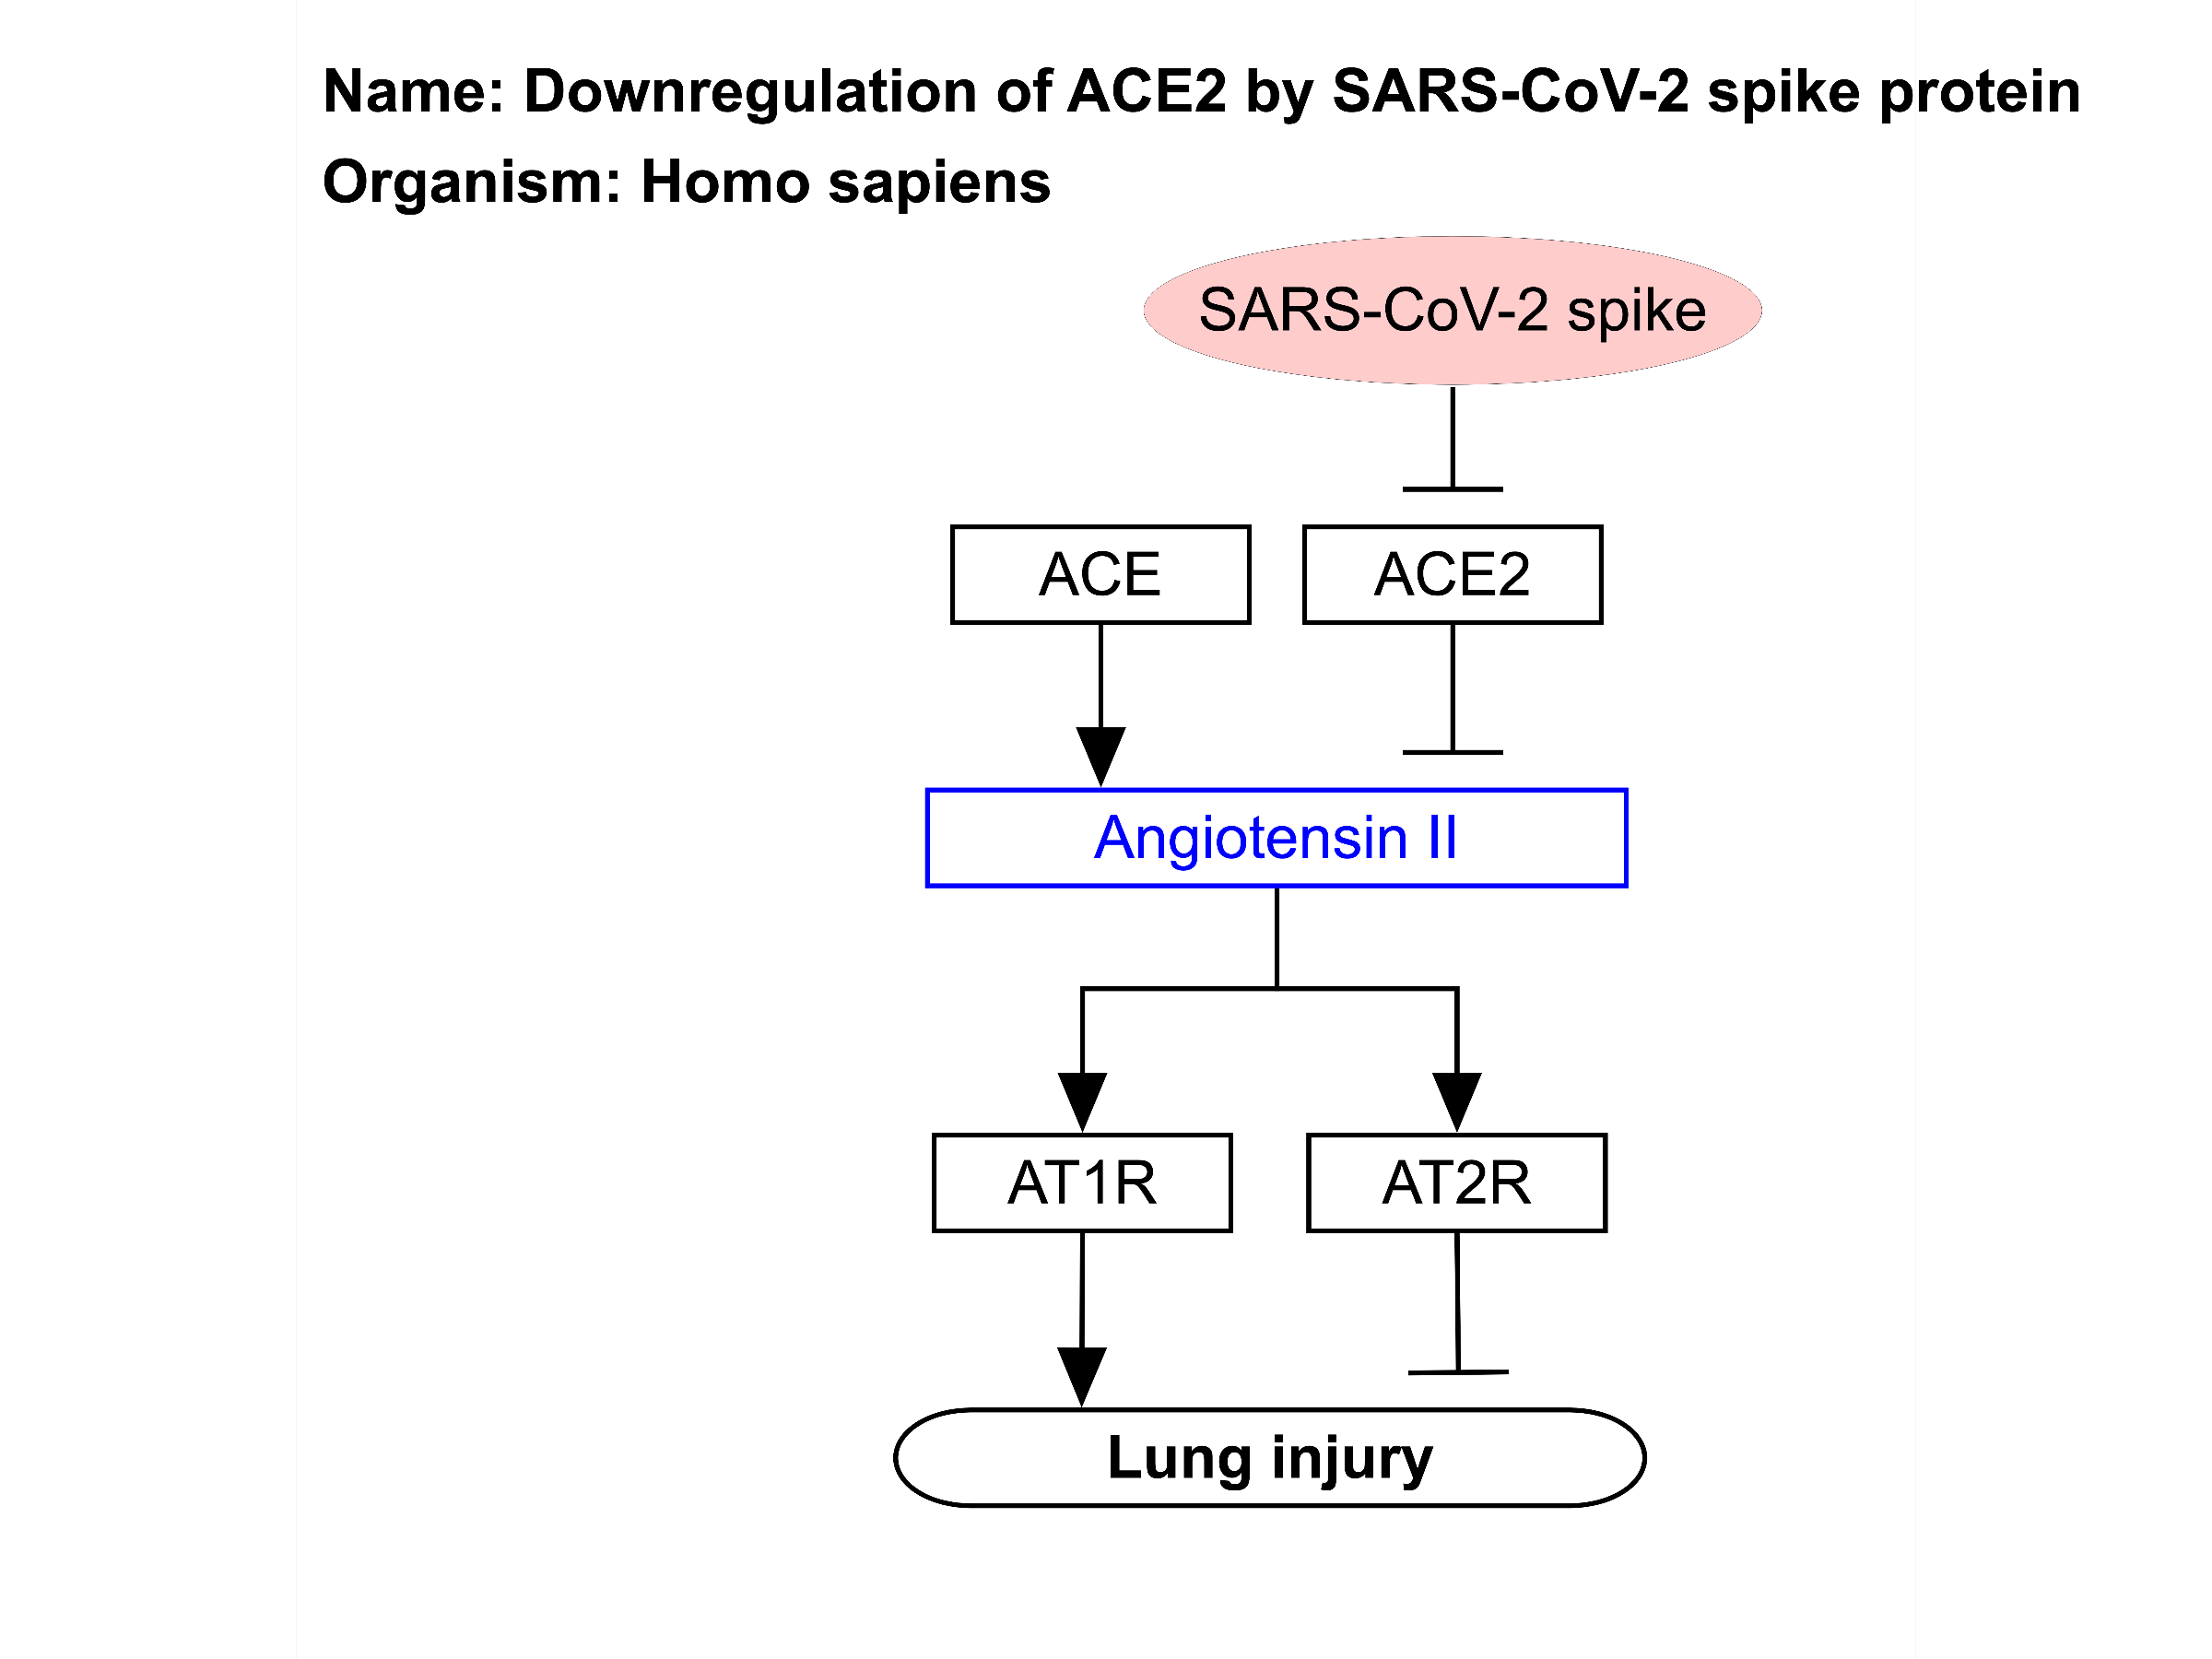 Name: Downregulation of ACE2 by SARS-CoV-2 spike protein
Organism: Homo sapiens
SARS-CoV-2 spike
ACE
ACE2
Angiotensin II
AT1R
AT2R
Lung injury